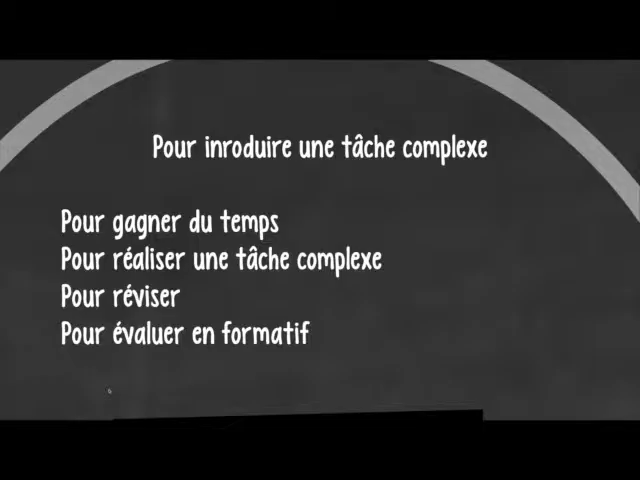 Pour inroduire une tâche complexe
Pour gagner du temps
Pour réaliser une tâche complexe
Pour réviser
Pour évaluer en formatif